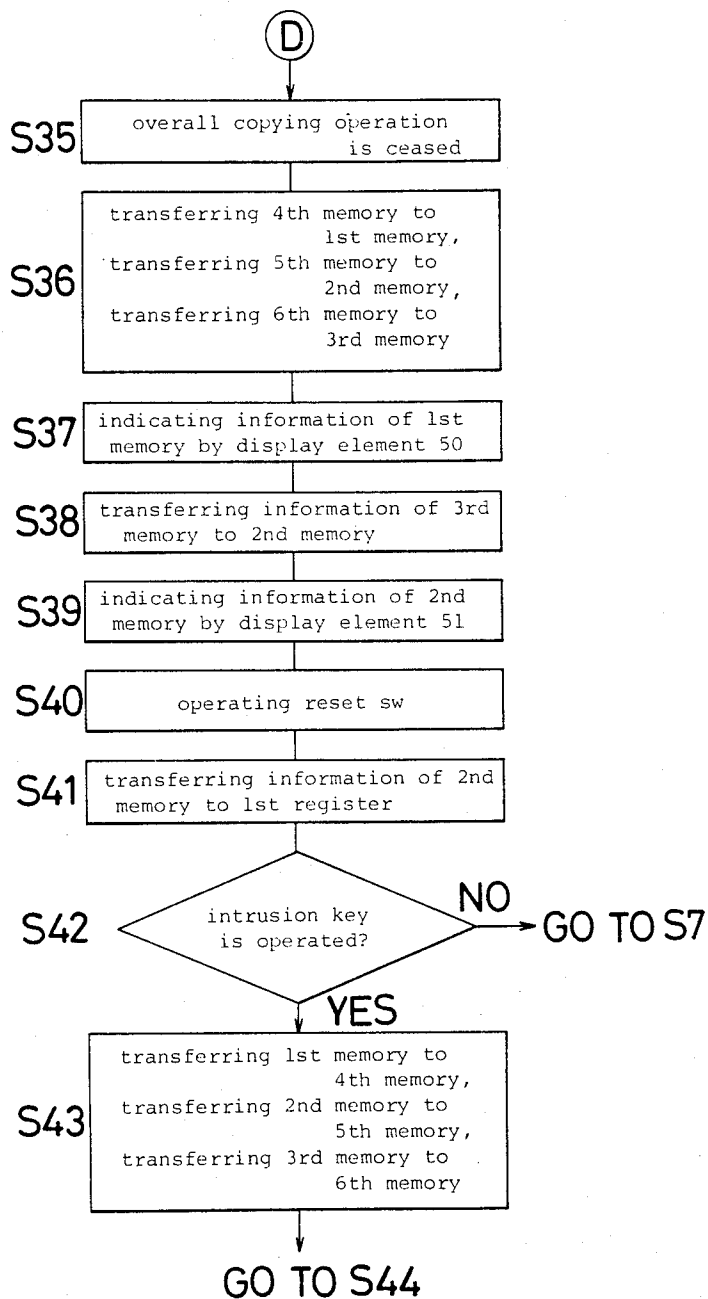 D
S35
overall copying operation
is ceased
S36
transferring 4th memory to
1st memory,
transferring 5th memory to
2nd memory,
transferring 6th memory to
3rd memory
S37
indicating information of 1st
memory by display element 50
S38
transferring information of 3rd
memory to 2nd memory
S39
indicating information of 2nd
memory by display element 51
S40
operating reset sw
S41
transferring information of 2nd
memory to 1st register
S42
intrusion key
is operated?
NO
GO TO S7
YES
S43
transferring 1st memory to
4th memory,
transferring 2nd memory to
5th memory,
transferring 3rd memory to
6th memory
GO TO S44